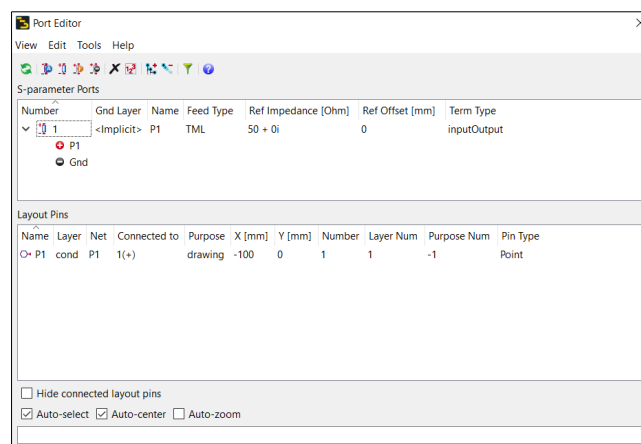 Port Editor
View Edit Tools Help
S-parameter Ports
Number Gnd Layer Name Feed Type Ref Impedance [Ohm] Ref Offset [mm] Term Type
1 <Implicit> P1 TML 50 + 0i 0 inputOutput
P1
Gnd
Layout Pins
Name Layer Net Connected to Purpose X [mm] Y [mm] Number Layer Num Purpose Num Pin Type
P1 cond P1 1(+) drawing -100 0 1 1 -1 Point
Hide connected layout pins
Auto-select Auto-center Auto-zoom